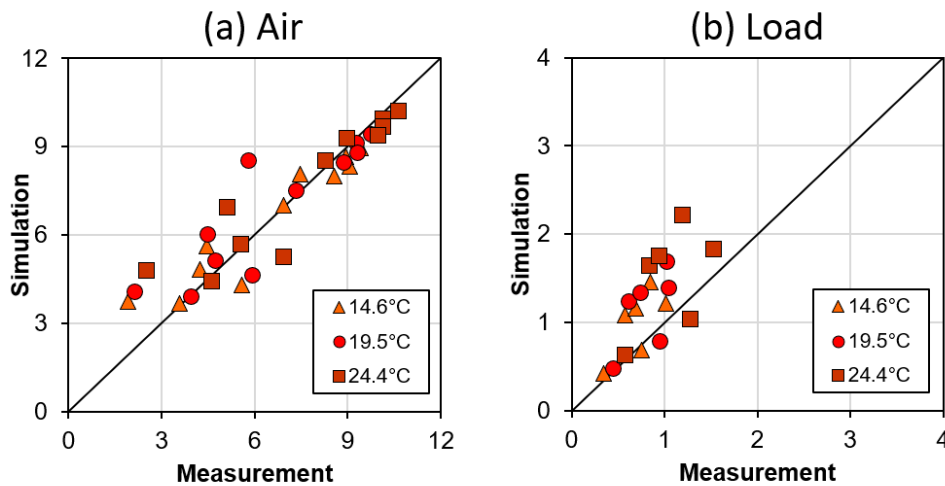 (a) Air
12
9
6
3
0
Simulation
14.6°C
19.5°C
24.4°C
0 3 6 9 12
Measurement
(b) Load
4
3
2
1
0
Simulation
14.6°C
19.5°C
24.4°C
0 1 2 3 4
Measurement